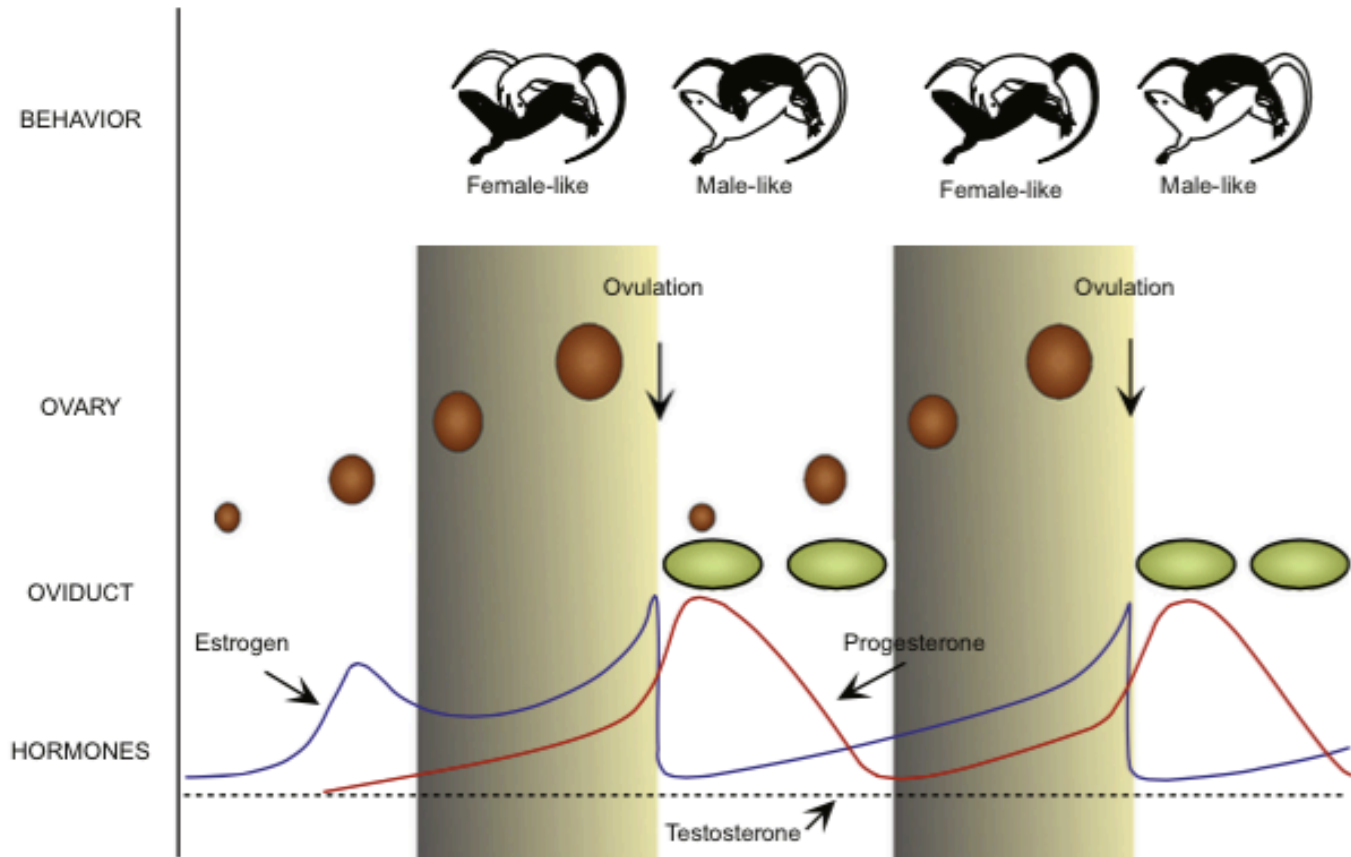 BEHAVIOR
Female-like
Male-like
Female-like
Male-like
Ovulation
Ovulation
OVARY
OVIDUCT
Estrogen
Progesterone
HORMONES
Testosterone